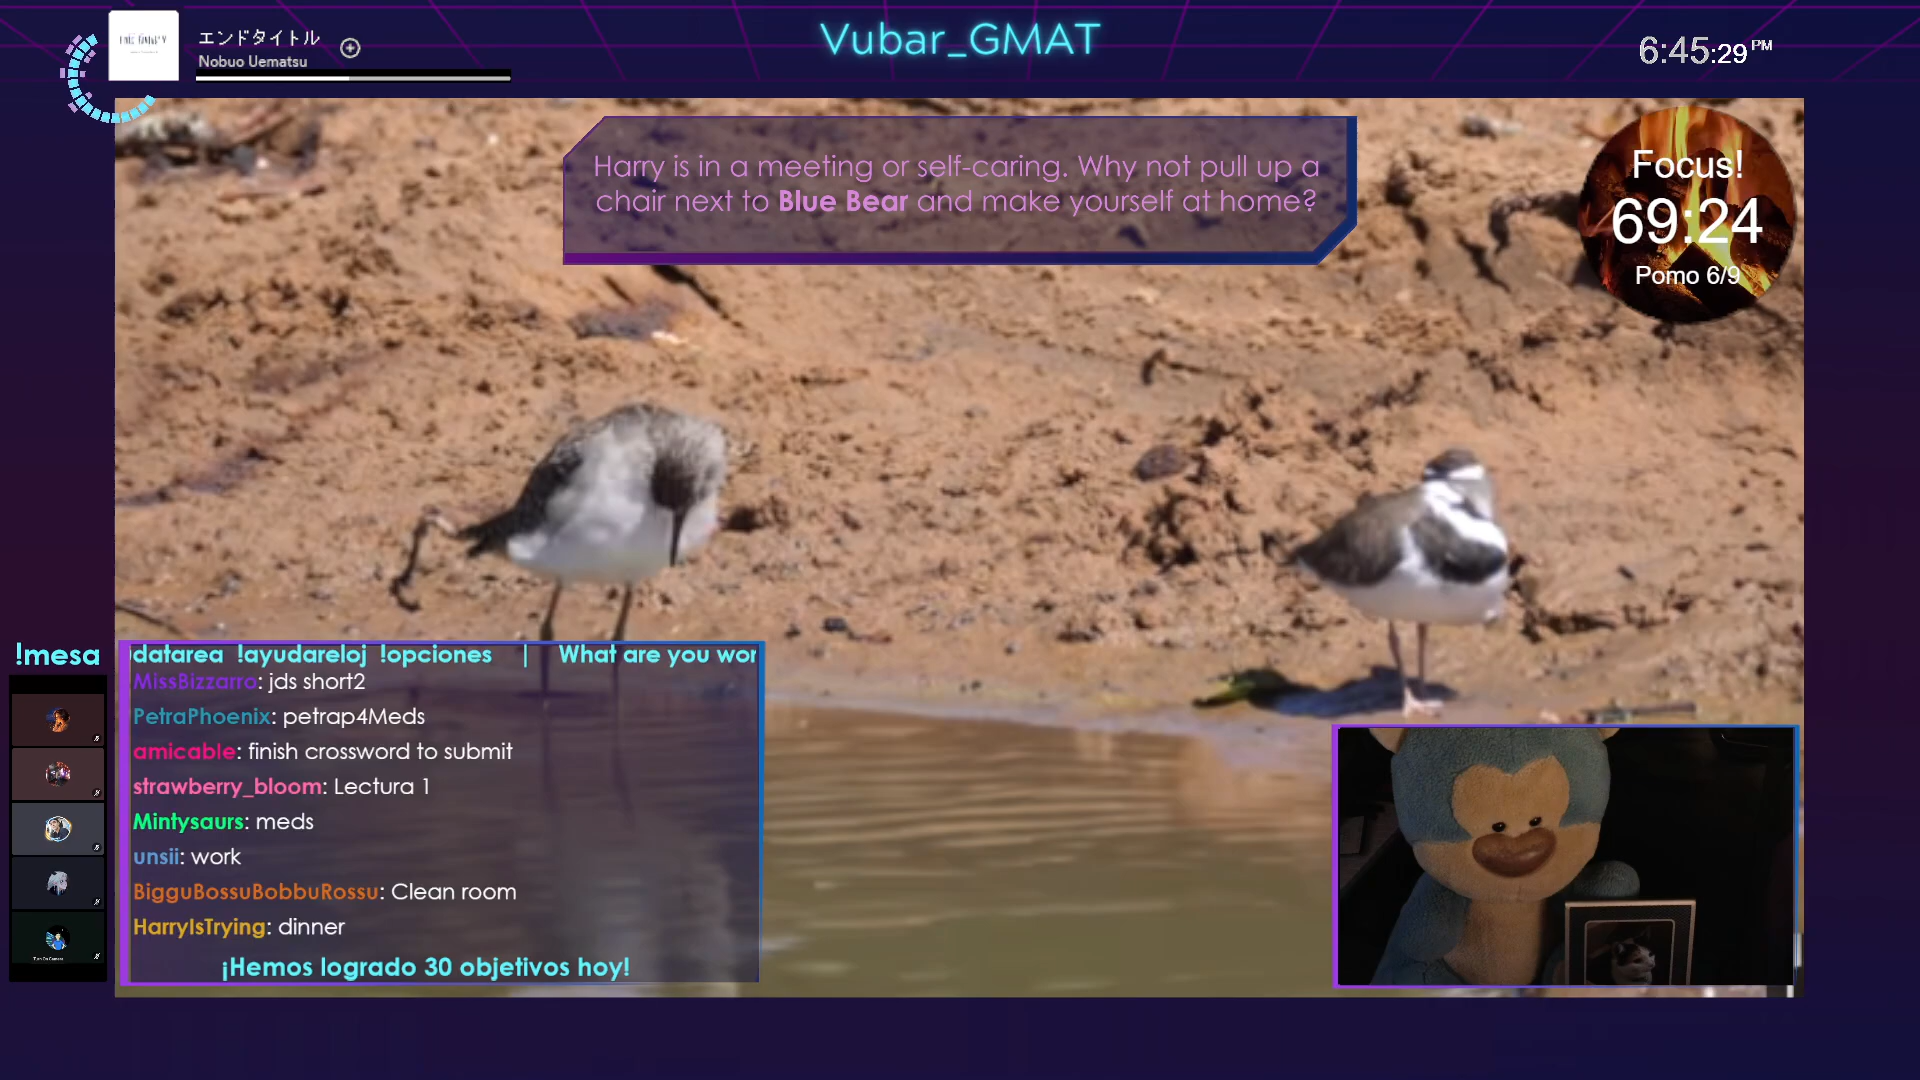 エンドタイトル
Nobuo Uematsu
Vubar_GMAT
6:45:29 PM
Harry is in a meeting or self-caring. Why not pull up a
chair next to Blue Bear and make yourself at home?
Focus!
69:24
Pomo 6/9
!mesa
datarea !ayudareloj !opciones | What are you wor
MissBizzarro: jds short2
PetraPhoenix: petrap4Meds
amicable: finish crossword to submit
strawberry_bloom: Lectura 1
Mintysaurs: meds
unsii: work
BigguBossuBobbuRossu: Clean room
HarryIsTrying: dinner
¡Hemos logrado 30 objetivos hoy!